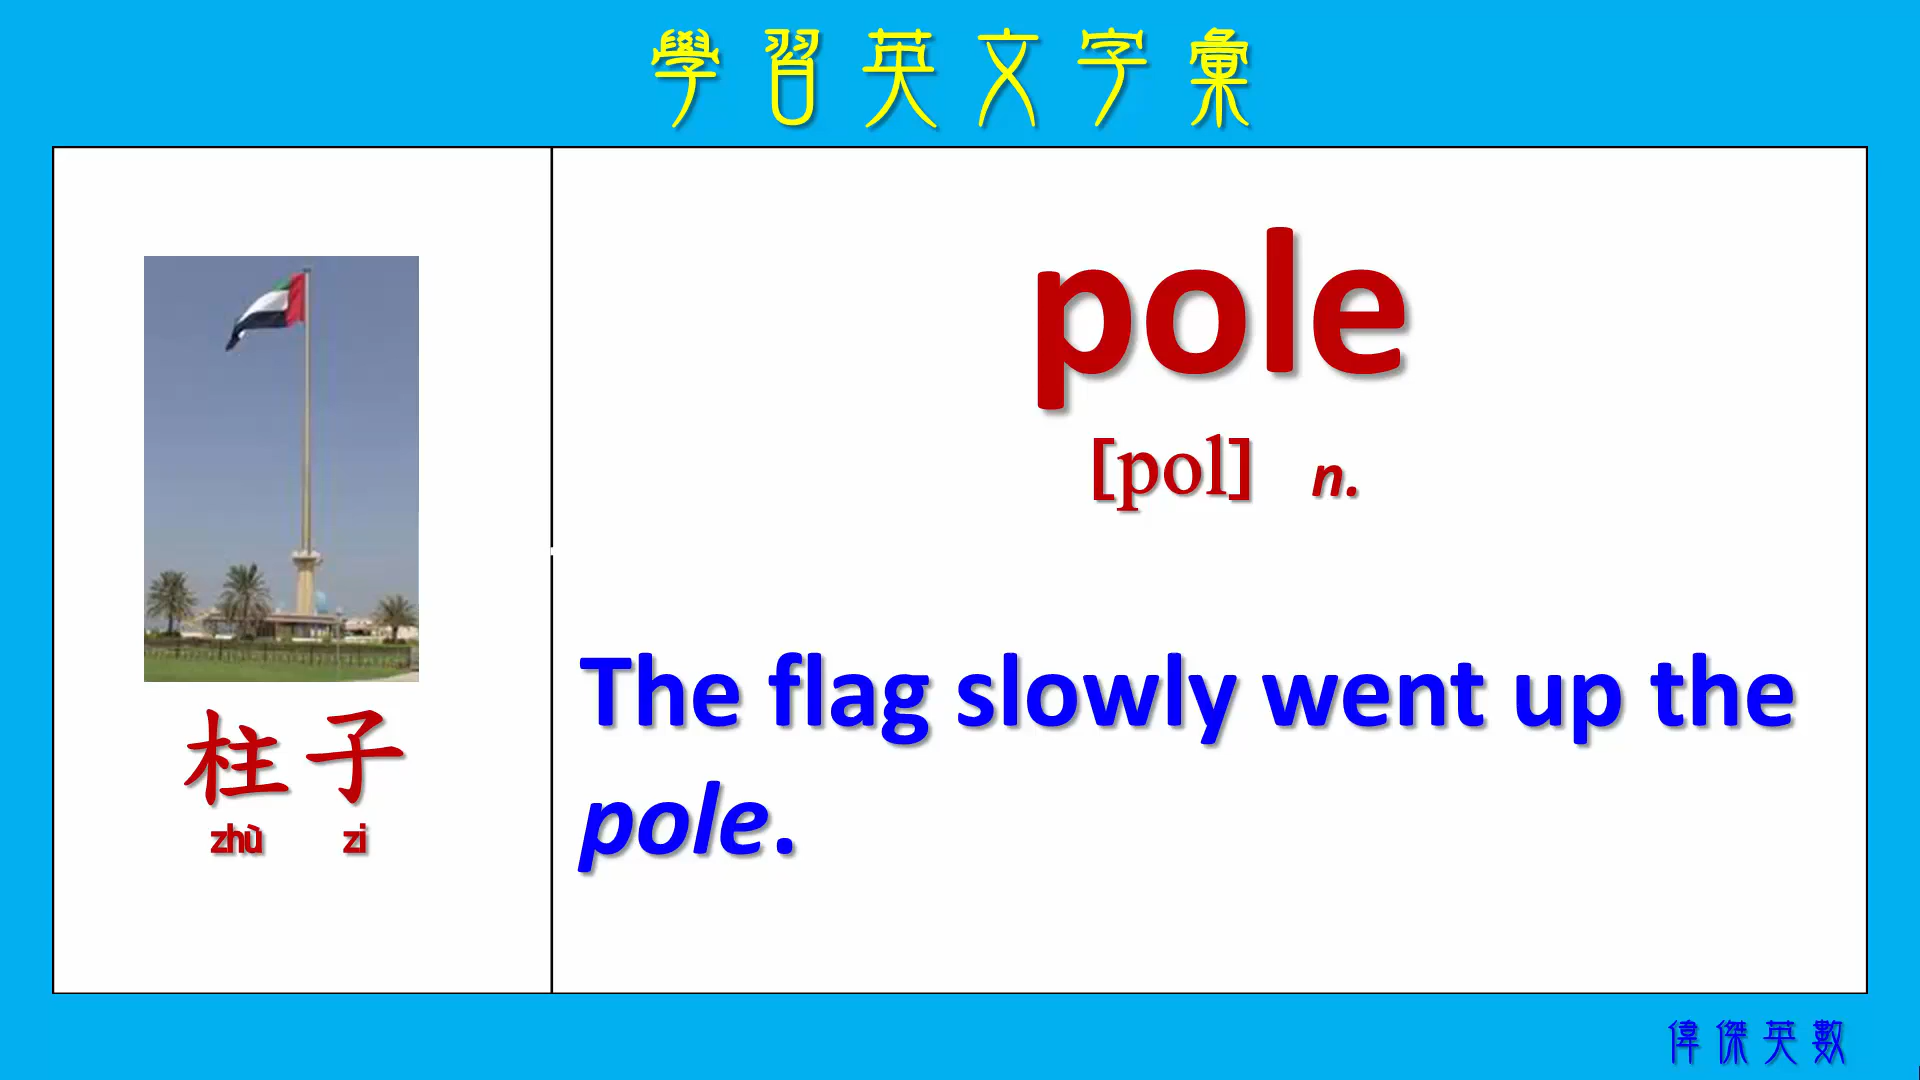 學習英文字彙
pole
[pol] n.
柱子
zhù zi
The flag slowly went up the
pole.
偉傑英數